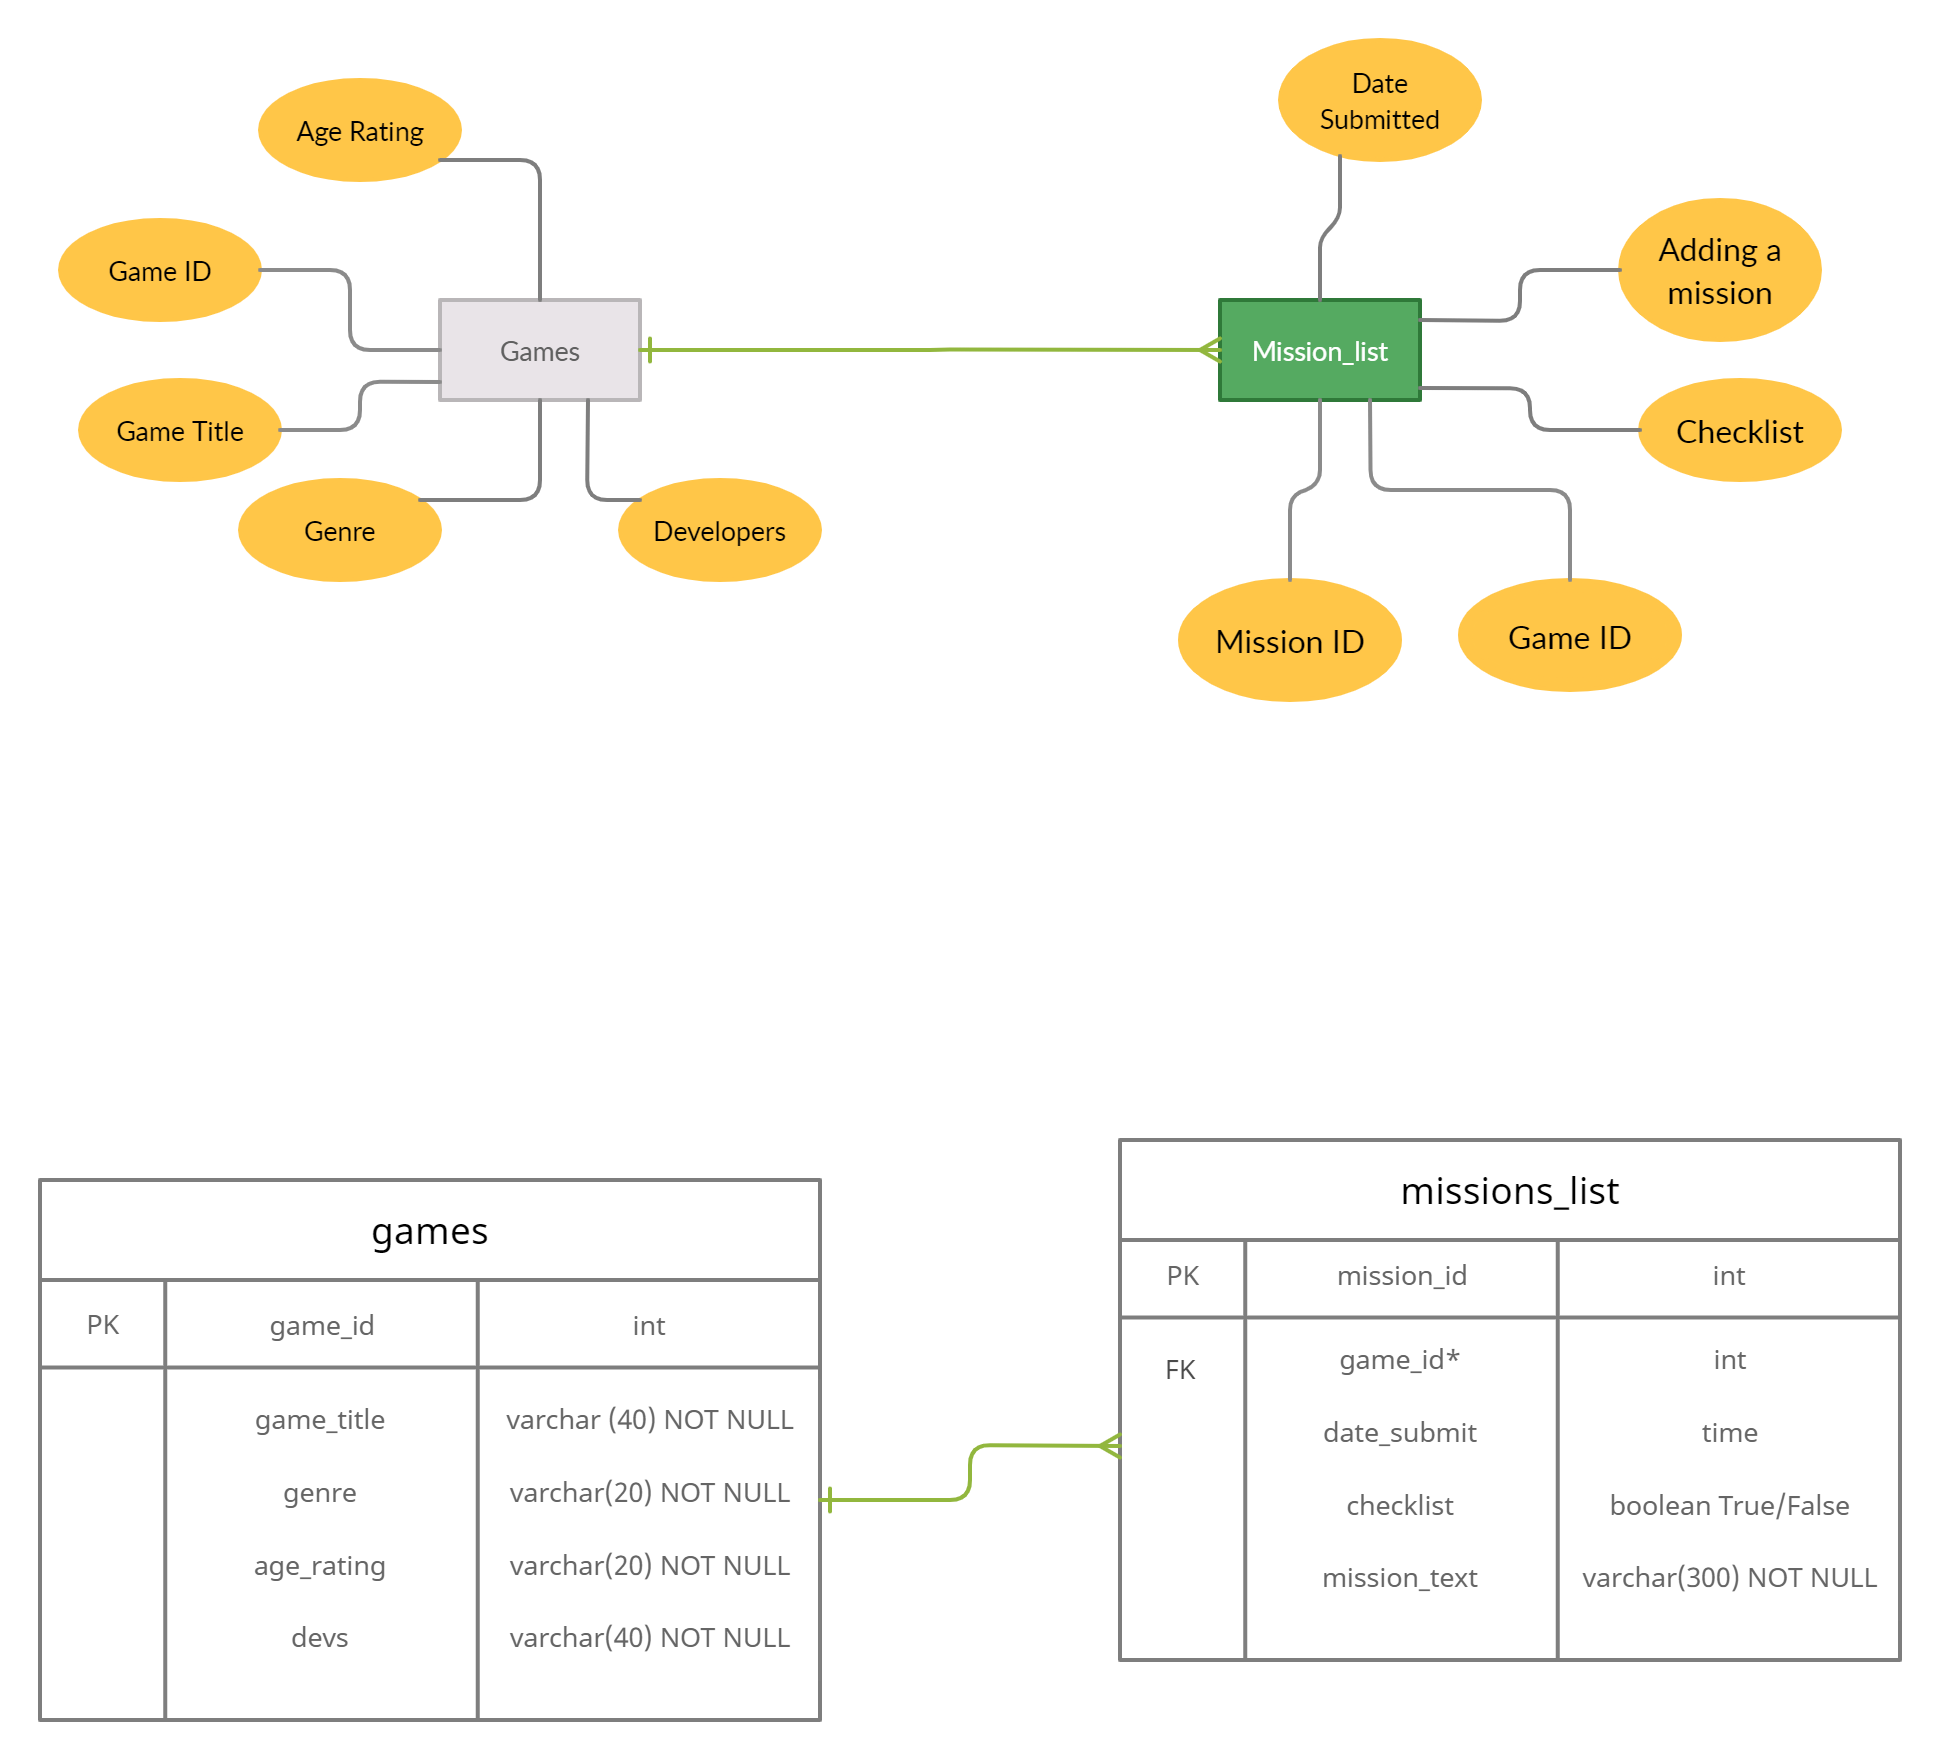 Date
Submitted
Age Rating
Adding a
mission
Game ID
Games
Mission_list
Game Title
Checklist
Genre
Developers
Mission ID
Game ID
games
PK game_id int
game_title varchar (40) NOT NULL
genre varchar(20) NOT NULL
age_rating varchar(20) NOT NULL
devs varchar(40) NOT NULL
missions_list
PK mission_id int
FK game_id* int
date_submit time
checklist boolean True/False
mission_text varchar(300) NOT NULL